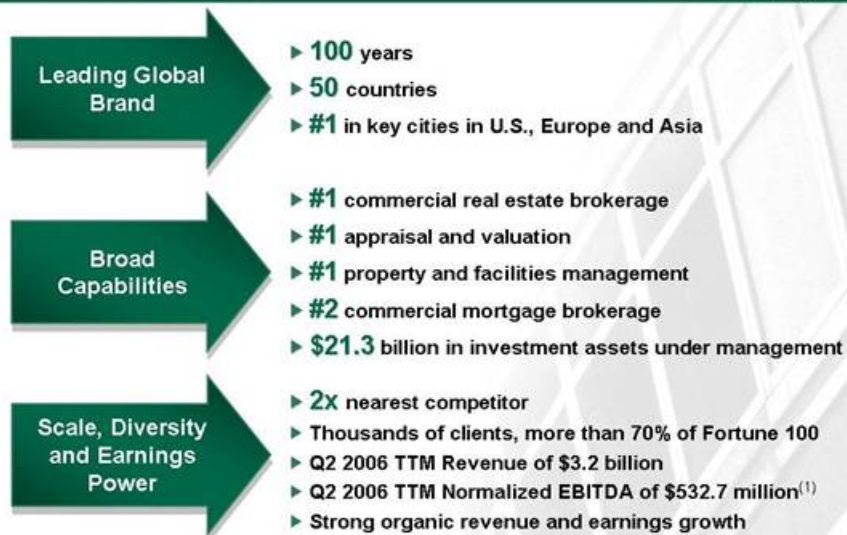 Leading Global
Brand
▶ 100 years
▶ 50 countries
▶ #1 in key cities in U.S., Europe and Asia
Broad
Capabilities
▶ #1 commercial real estate brokerage
▶ #1 appraisal and valuation
▶ #1 property and facilities management
▶ #2 commercial mortgage brokerage
▶ $21.3 billion in investment assets under management
Scale, Diversity
and Earnings
Power
▶ 2x nearest competitor
▶ Thousands of clients, more than 70% of Fortune 100
▶ Q2 2006 TTM Revenue of $3.2 billion
▶ Q2 2006 TTM Normalized EBITDA of $532.7 million(1)
▶ Strong organic revenue and earnings growth